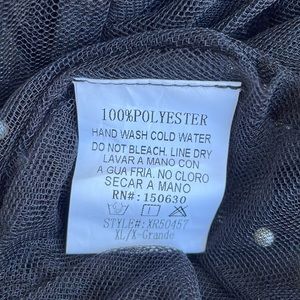 100%POLYESTER
HAND WASH COLD WATER
DO NOT BLEACH. LINE DRY
LAVAR A MANO CON
A GUA FRIA. NO CLORO
SECAR A MANO
RN#: 150630
STYLE#: XR50457
XL/X-Grande